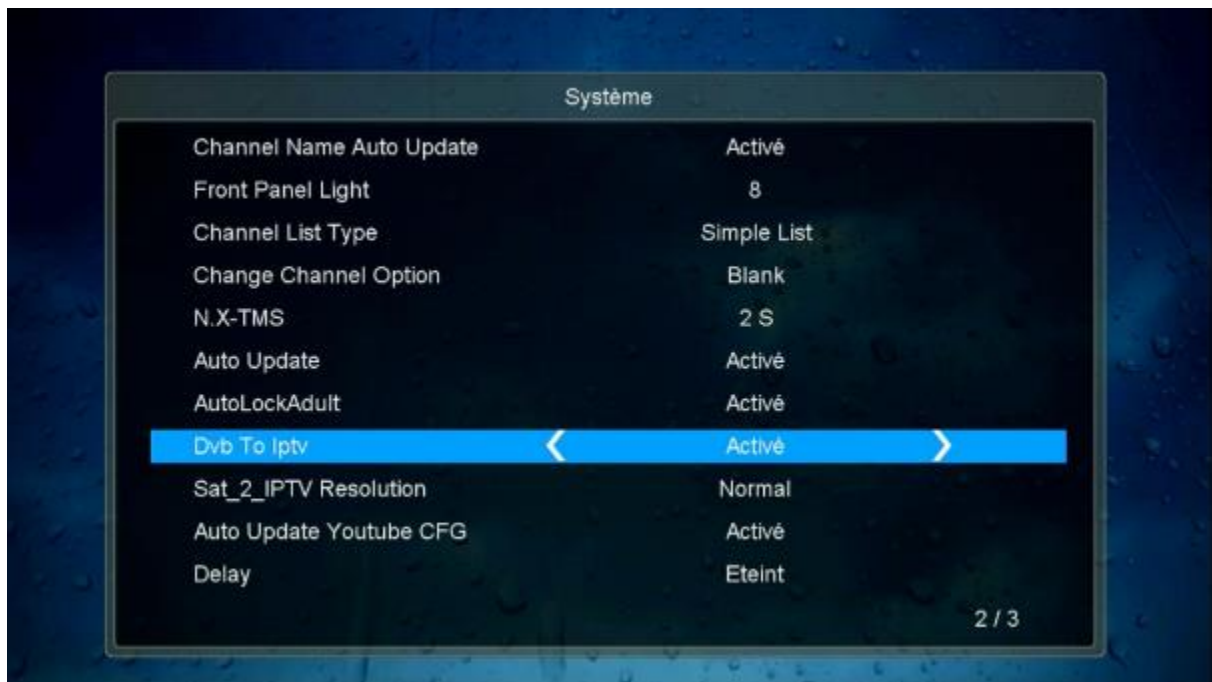 Système
Channel Name Auto Update Activé
Front Panel Light 8
Channel List Type Simple List
Change Channel Option Blank
N.X-TMS 2 S
Auto Update Activé
AutoLockAdult Activé
Dvb To Iptv Activé
Sat_2_IPTV Resolution Normal
Auto Update Youtube CFG Activé
Delay Eteint
2 / 3